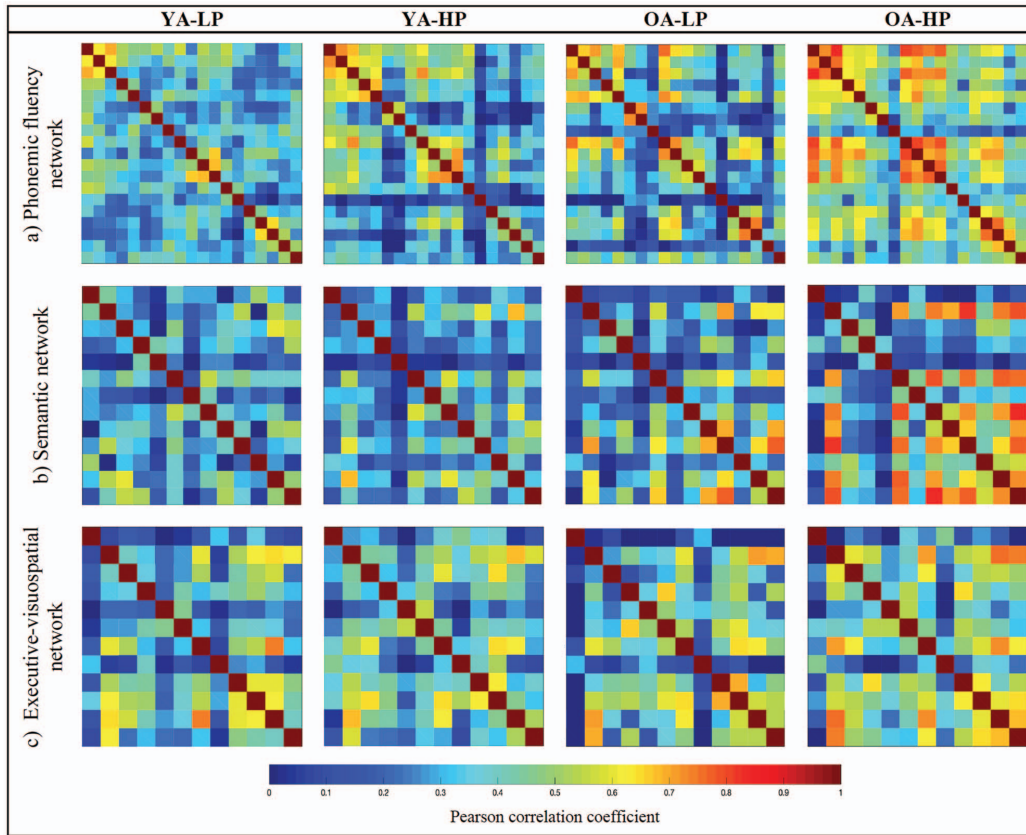 YA-LP YA-HP OA-LP OA-HP
a) Phonemic fluency
network
b) Semantic network
c) Executive-visuospatial
network
0 0.1 0.2 0.3 0.4 0.5 0.6 0.7 0.8 0.9 1
Pearson correlation coefficient